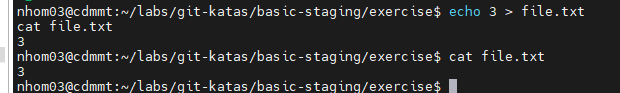 nhom03@cdmmt:~/labs/git-katas/basic-staging/exercise$ echo 3 > file.txt
cat file.txt
3
nhom03@cdmmt:~/labs/git-katas/basic-staging/exercise$ cat file.txt
3
nhom03@cdmmt:~/labs/git-katas/basic-staging/exercise$